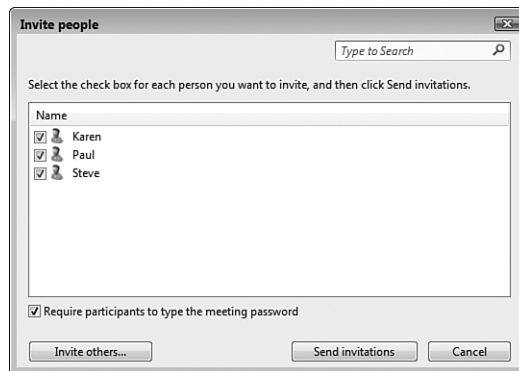 Invite people
Type to Search
Select the check box for each person you want to invite, and then click Send invitations.
Name
Karen
Paul
Steve
Require participants to type the meeting password
Invite others...
Send invitations
Cancel